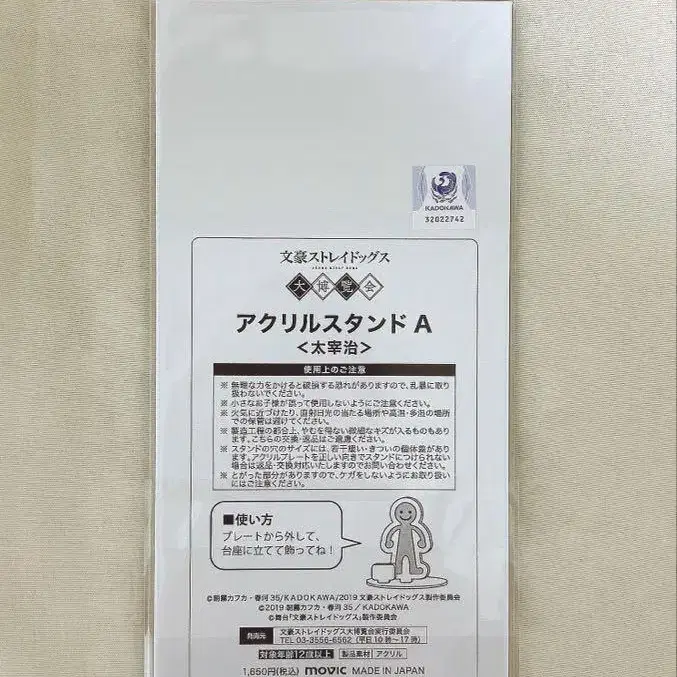 KADOKAWA
32022742
文豪ストレイドッグス
大博覧会
アクリルスタンド A
＜太宰治＞
使用上のご注意
※ 無理な力をかけると破損する恐れがありますので、乱暴に取り
扱わないでください。
※ 小さなお子様が誤って使用しないようにご注意ください。
※ 火気に近づけたり、直射日光の当たる場所や高温・多湿の場所
での保管は避けてください。
※ 製造工程の都合上、やむを得ない微細なキズが入るものもあり
ます。こちらの交換・返品はご遠慮ください。
※ スタンドの穴のサイズには、若干緩い・きついの個体差があり
ます。アクリルプレートを正しい向きでスタンドにつけられない
場合は返品・交換対応いたしますのでお問い合わせください。
※ とがった部分がありますので、ケガをしないようにお取り扱い
にはご注意ください。
■使い方
プレートから外して、
台座に立てて飾ってね！
©朝霧カフカ・春河35/KADOKAWA/2019 文豪ストレイドッグス製作委員会
©2019 朝霧カフカ・春河35 / KADOKAWA
©舞台「文豪ストレイドッグス」製作委員会
発売元 文豪ストレイドッグス大博覧会実行委員会
TEL 03-3556-6562（平日10時～17時）
対象年齢12歳以上 製品素材 アクリル
1,650円(税込) movic MADE IN JAPAN